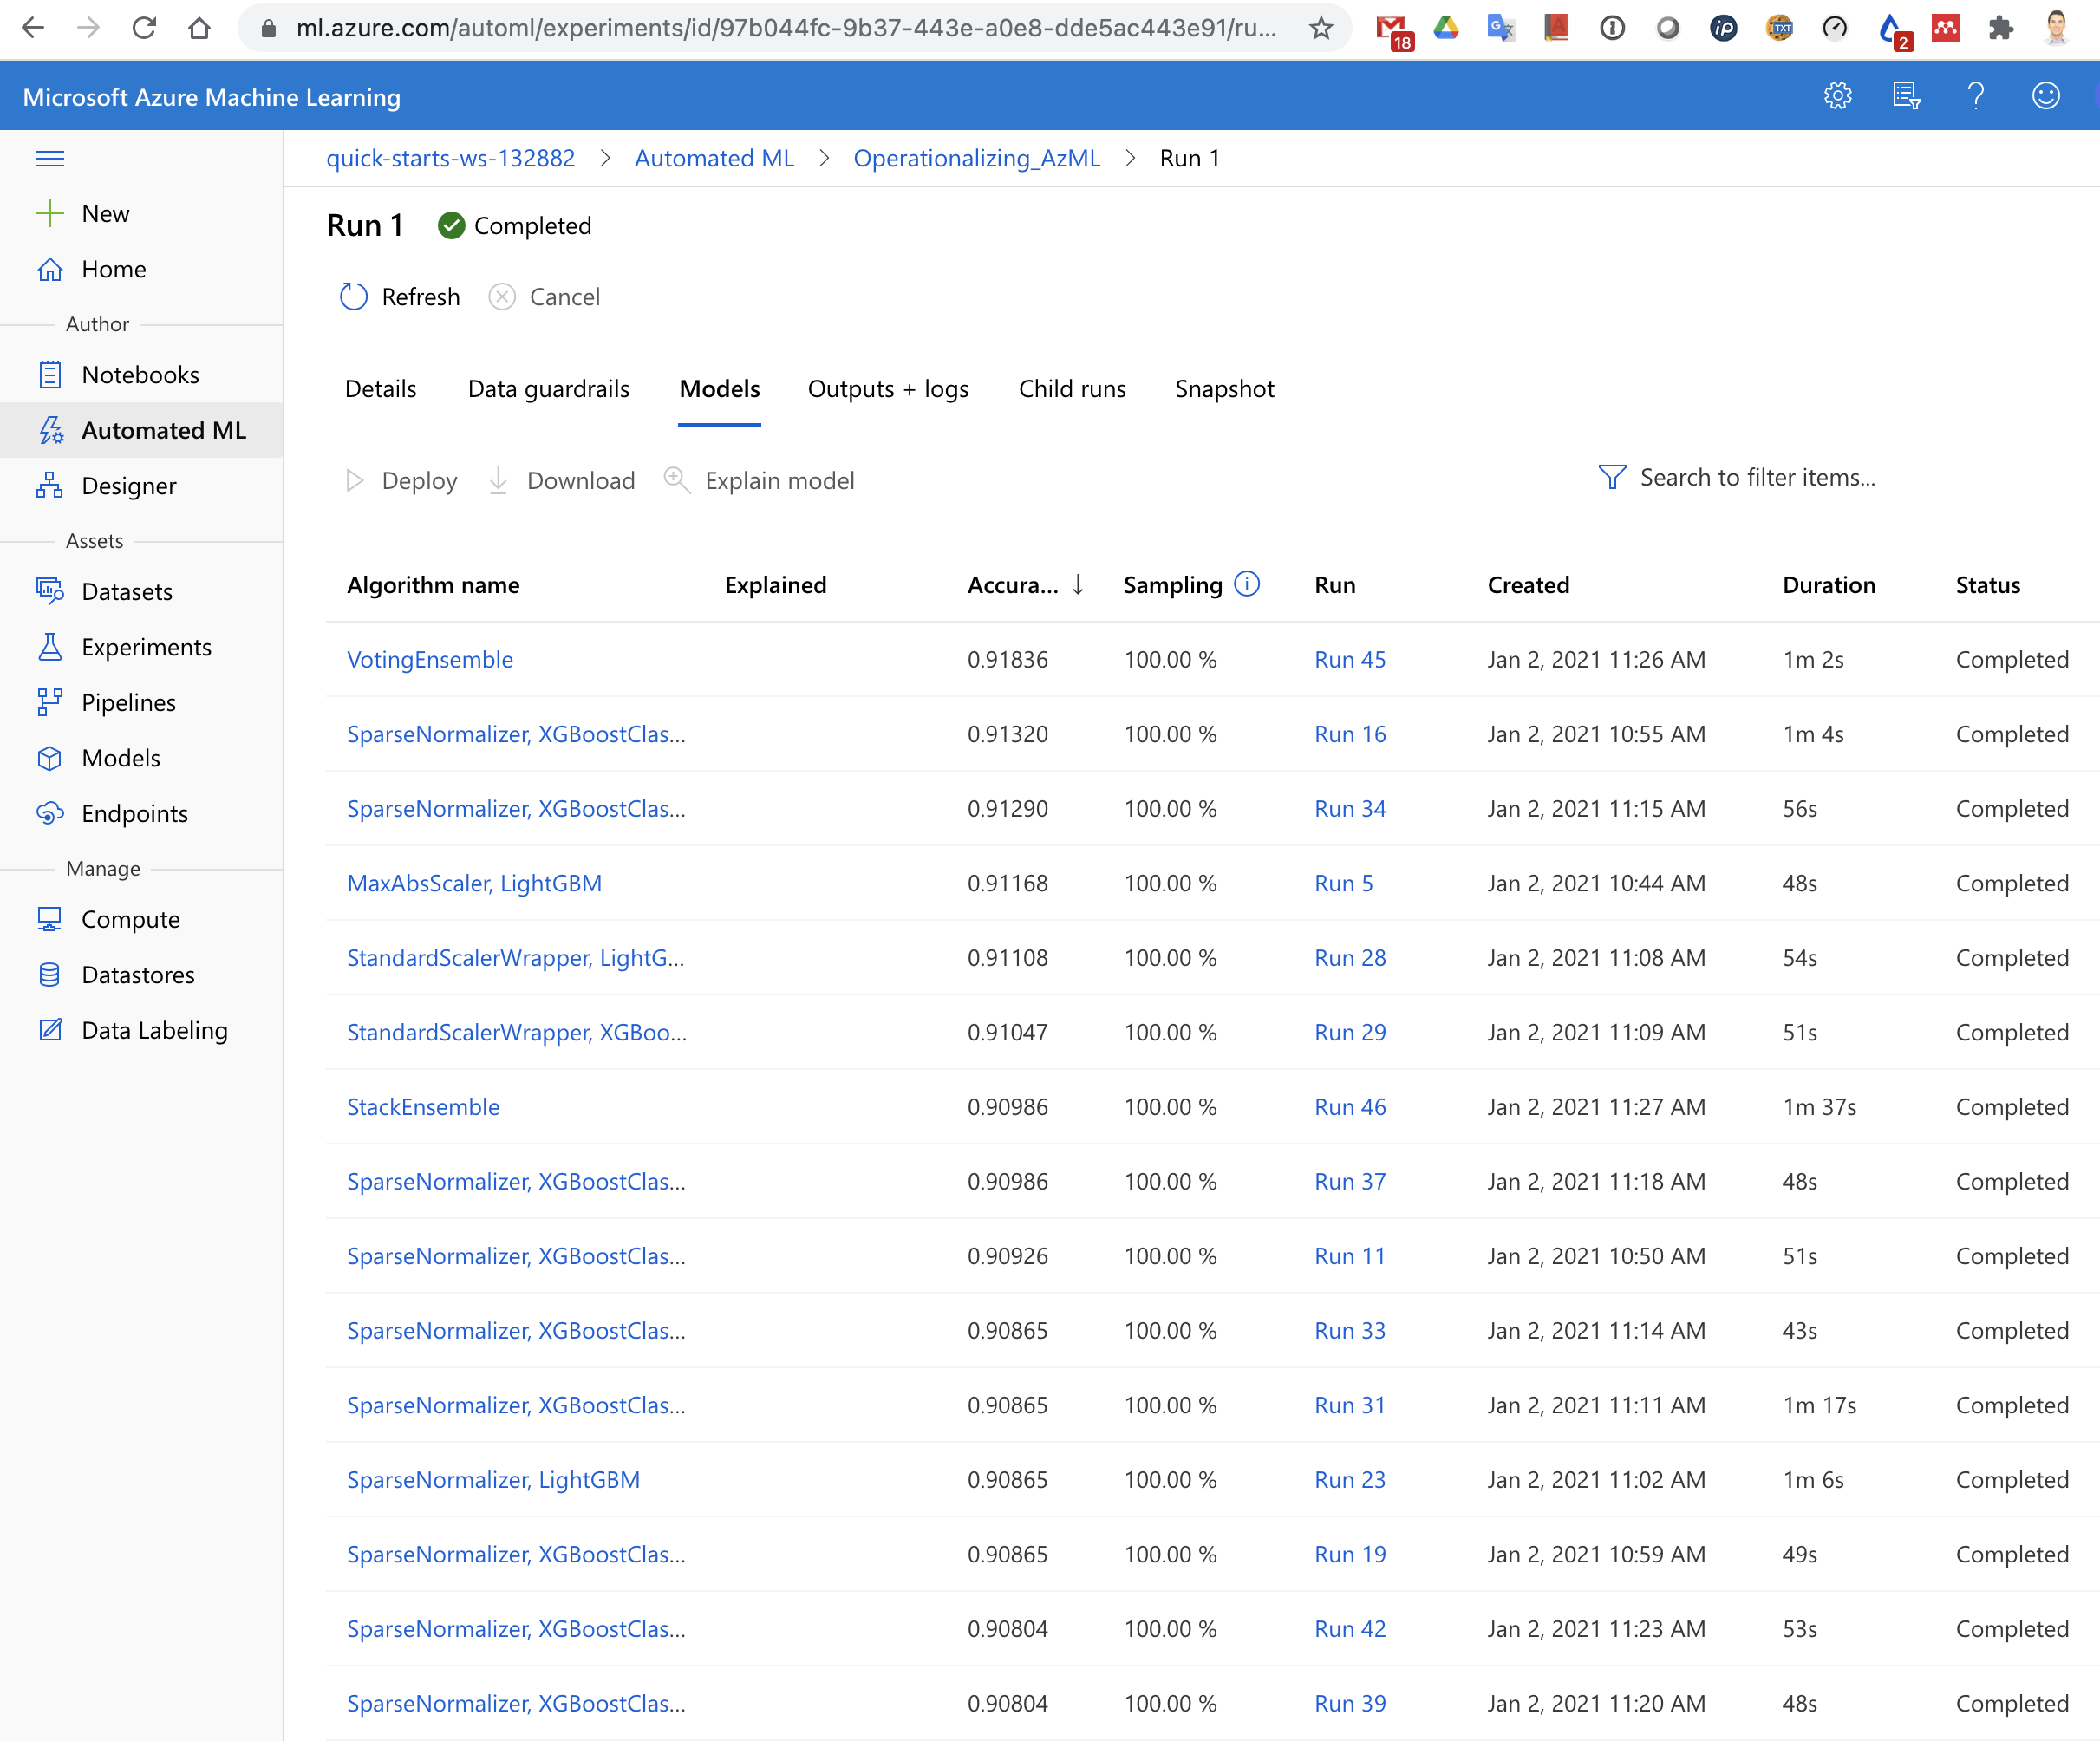 ml.azure.com/automl/experiments/id/97b044fc-9b37-443e-a0e8-dde5ac443e91/ru...
18
2
Microsoft Azure Machine Learning
quick-starts-ws-132882 > Automated ML > Operationalizing_AzML > Run 1
New
Home
Author
Notebooks
Automated ML
Designer
Assets
Datasets
Experiments
Pipelines
Models
Endpoints
Manage
Compute
Datastores
Data Labeling
Run 1 Completed
Refresh Cancel
Details Data guardrails Models Outputs + logs Child runs Snapshot
Deploy Download Explain model Search to filter items...
Algorithm name Explained Accura... ↓ Sampling Run Created Duration Status
VotingEnsemble 0.91836 100.00 % Run 45 Jan 2, 2021 11:26 AM 1m 2s Completed
SparseNormalizer, XGBoostClas... 0.91320 100.00 % Run 16 Jan 2, 2021 10:55 AM 1m 4s Completed
SparseNormalizer, XGBoostClas... 0.91290 100.00 % Run 34 Jan 2, 2021 11:15 AM 56s Completed
MaxAbsScaler, LightGBM 0.91168 100.00 % Run 5 Jan 2, 2021 10:44 AM 48s Completed
StandardScalerWrapper, LightG... 0.91108 100.00 % Run 28 Jan 2, 2021 11:08 AM 54s Completed
StandardScalerWrapper, XGBoo... 0.91047 100.00 % Run 29 Jan 2, 2021 11:09 AM 51s Completed
StackEnsemble 0.90986 100.00 % Run 46 Jan 2, 2021 11:27 AM 1m 37s Completed
SparseNormalizer, XGBoostClas... 0.90986 100.00 % Run 37 Jan 2, 2021 11:18 AM 48s Completed
SparseNormalizer, XGBoostClas... 0.90926 100.00 % Run 11 Jan 2, 2021 10:50 AM 51s Completed
SparseNormalizer, XGBoostClas... 0.90865 100.00 % Run 33 Jan 2, 2021 11:14 AM 43s Completed
SparseNormalizer, XGBoostClas... 0.90865 100.00 % Run 31 Jan 2, 2021 11:11 AM 1m 17s Completed
SparseNormalizer, LightGBM 0.90865 100.00 % Run 23 Jan 2, 2021 11:02 AM 1m 6s Completed
SparseNormalizer, XGBoostClas... 0.90865 100.00 % Run 19 Jan 2, 2021 10:59 AM 49s Completed
SparseNormalizer, XGBoostClas... 0.90804 100.00 % Run 42 Jan 2, 2021 11:23 AM 53s Completed
SparseNormalizer, XGBoostClas... 0.90804 100.00 % Run 39 Jan 2, 2021 11:20 AM 48s Completed